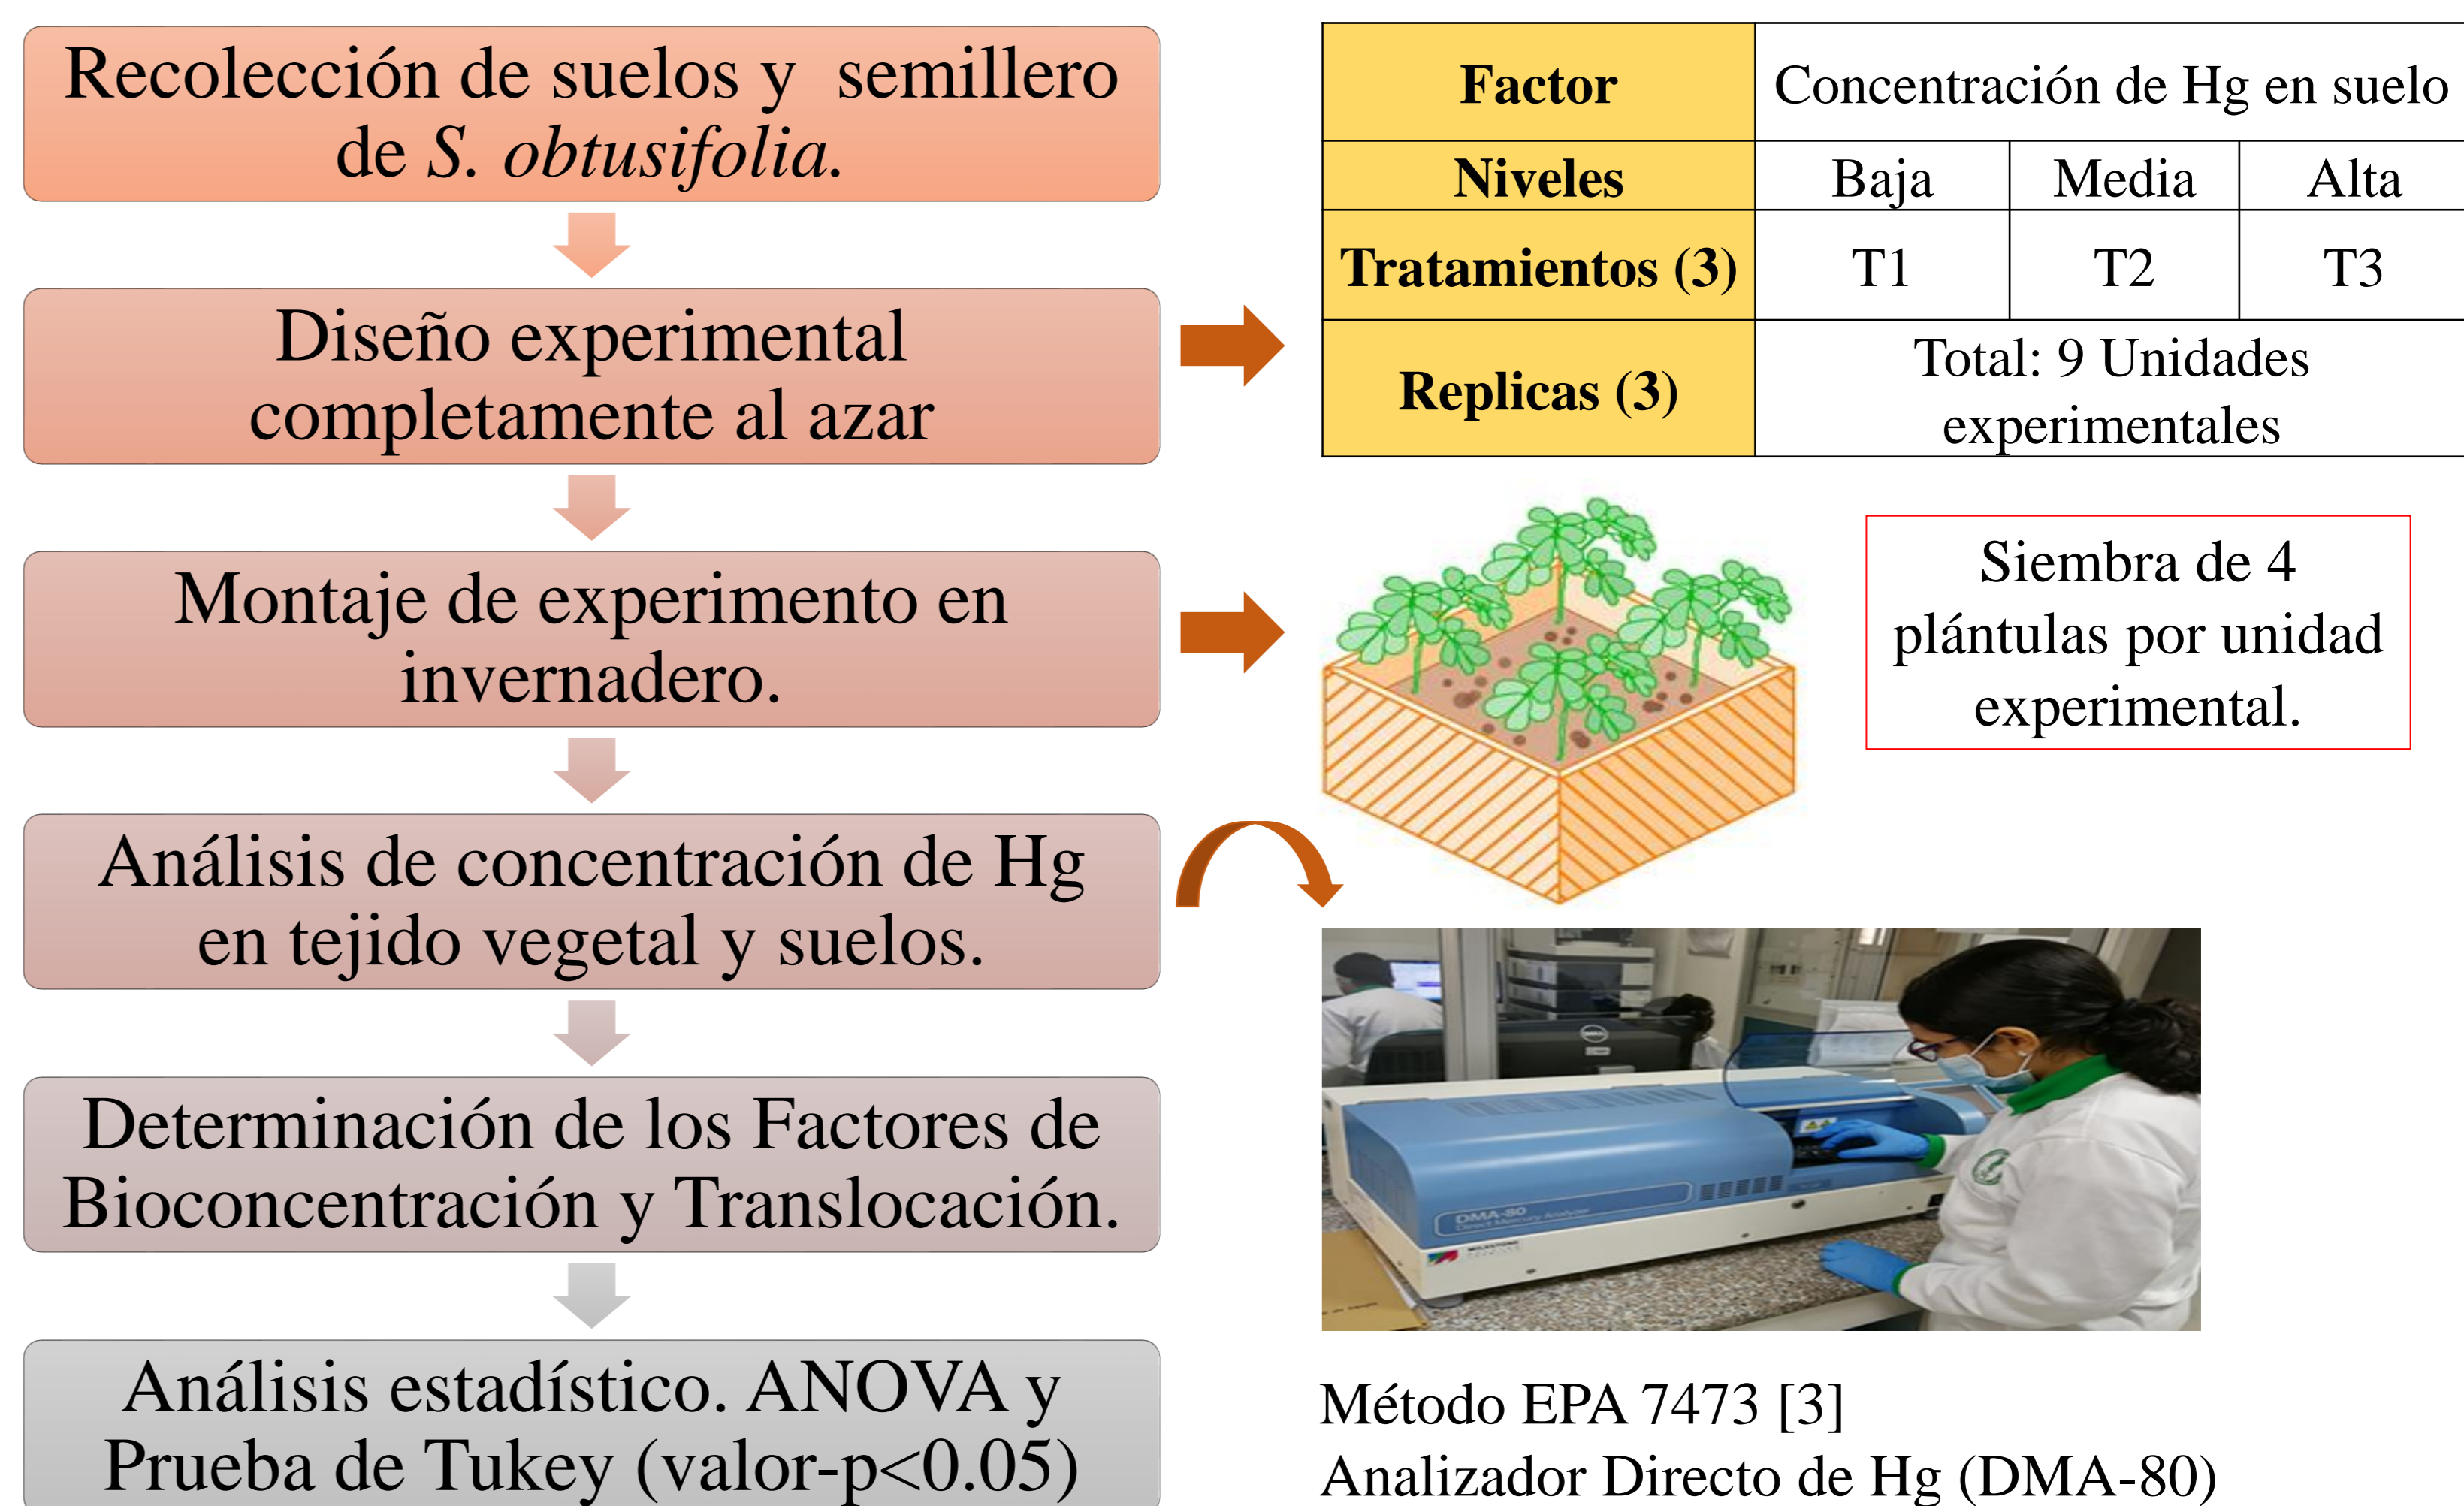 Recolección de suelos y semillero
de S. obtusifolia.
Diseño experimental
completamente al azar
Montaje de experimento en
invernadero.
Análisis de concentración de Hg
en tejido vegetal y suelos.
Determinación de los Factores de
Bioconcentración y Translocación.
Análisis estadístico. ANOVA y
Prueba de Tukey (valor-p<0.05)
Factor Concentración de Hg en suelo
Niveles Baja Media Alta
Tratamientos (3) T1 T2 T3
Replicas (3) Total: 9 Unidades
experimentales
Siembra de 4
plántulas por unidad
experimental.
DMA-80
Direct Mercury Analyzer
MILESTONE
Método EPA 7473 [3]
Analizador Directo de Hg (DMA-80)